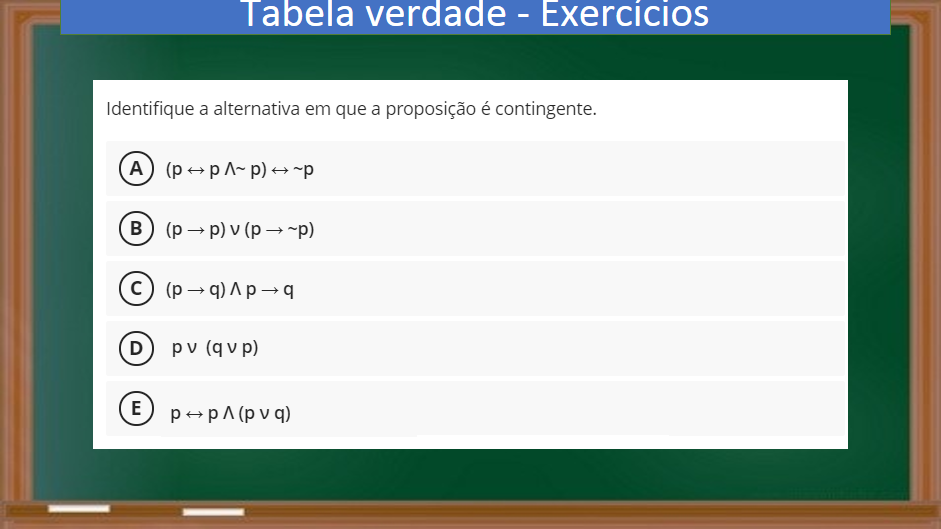 Tabela verdade - Exercícios
Identifique a alternativa em que a proposição é contingente.
A (p ↔ p Λ~ p) ↔ ~p
B (p → p) ν (p → ~p)
C (p → q) Λ p → q
D p ν (q ν p)
E p ↔ p Λ (p ν q)